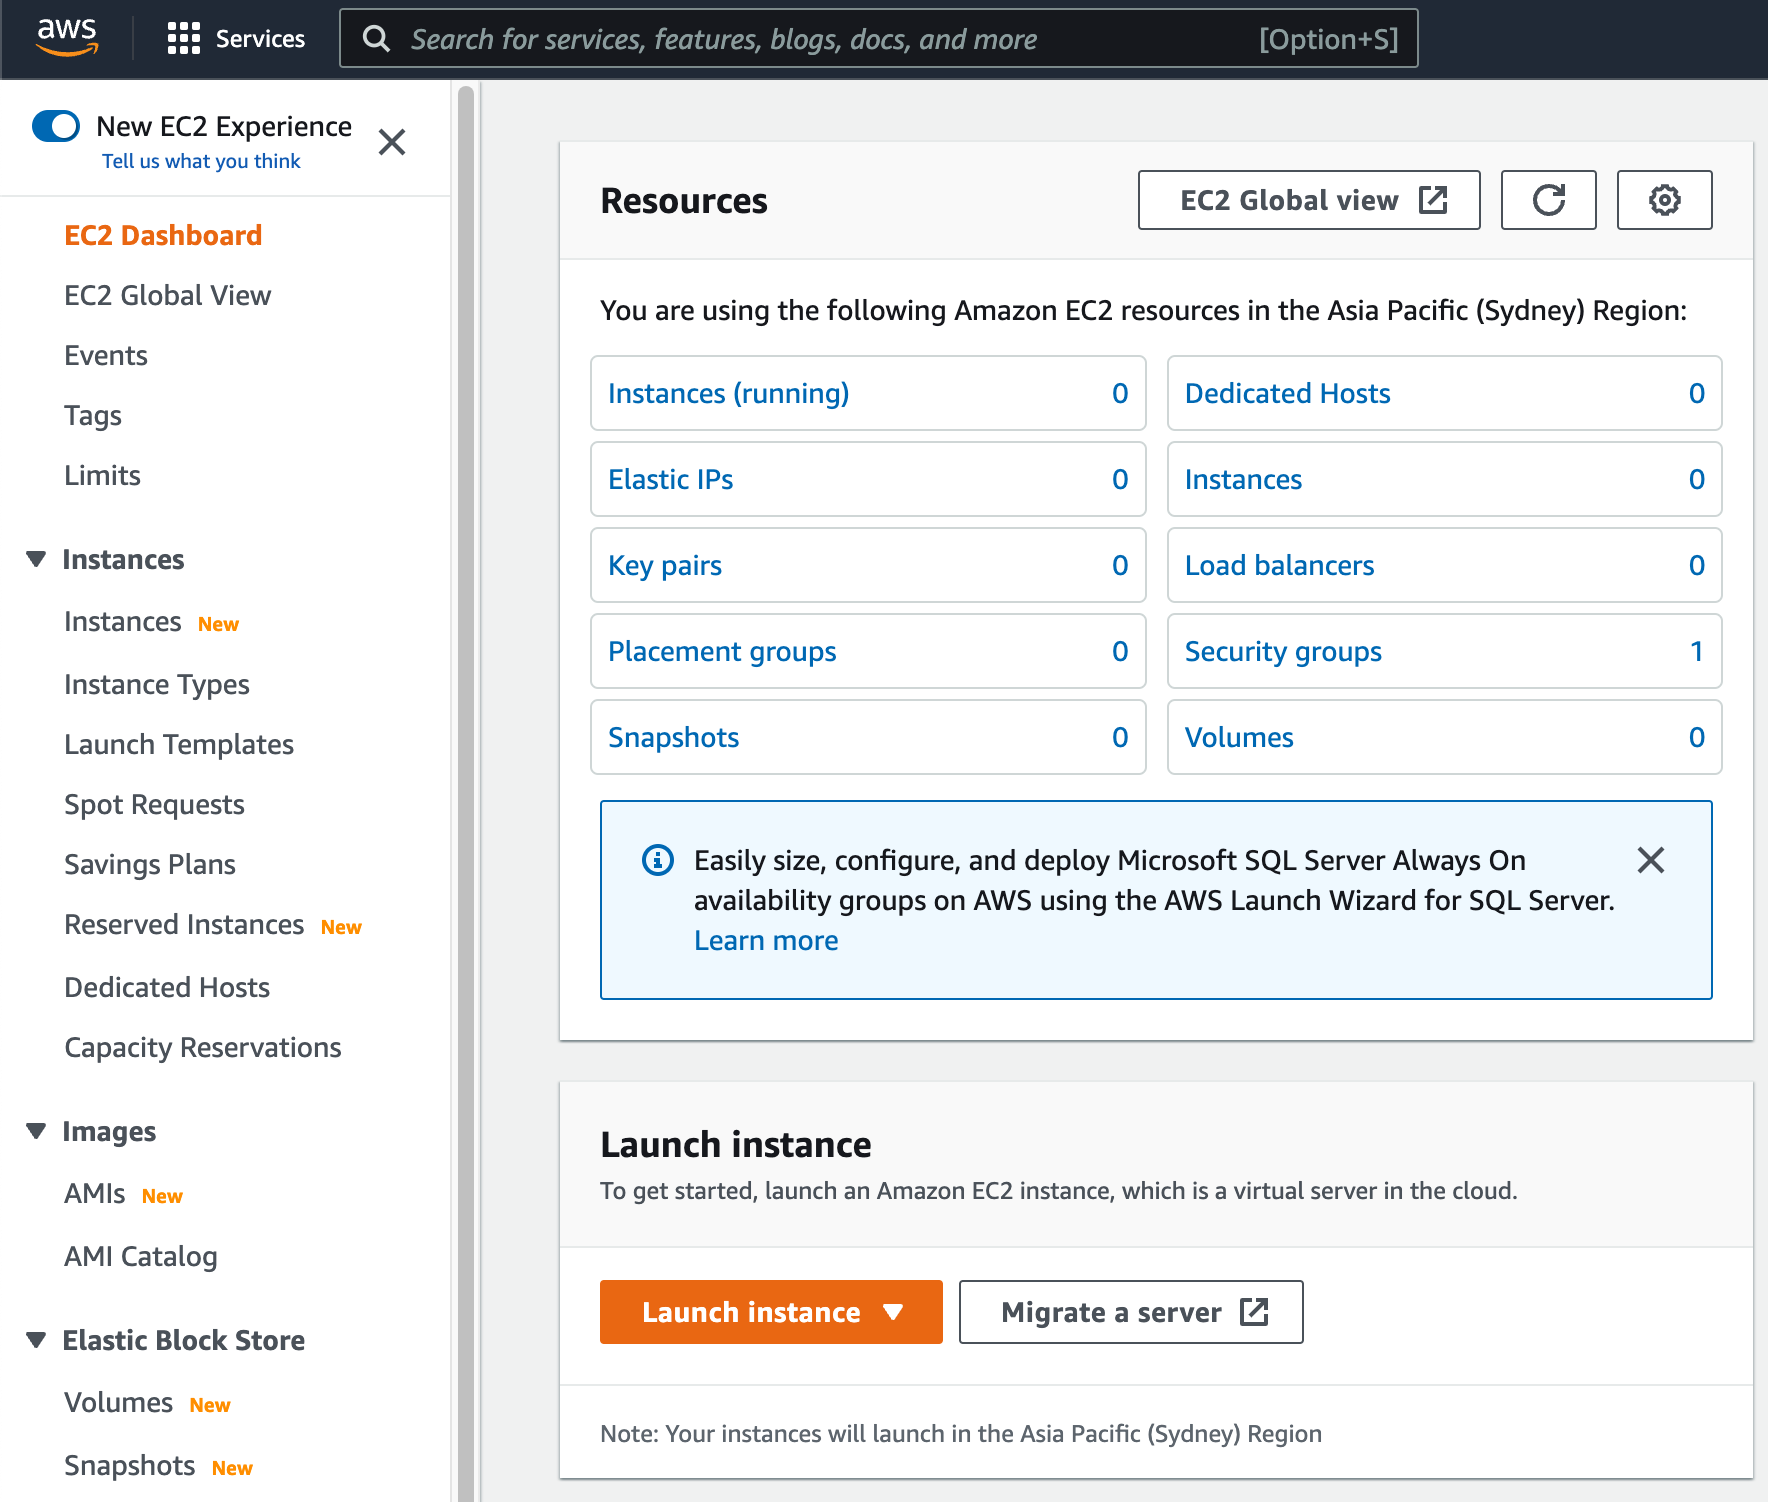 aws
Services
Search for services, features, blogs, docs, and more
[Option+S]
New EC2 Experience
Tell us what you think
EC2 Dashboard
EC2 Global View
Events
Tags
Limits
Instances
Instances New
Instance Types
Launch Templates
Spot Requests
Savings Plans
Reserved Instances New
Dedicated Hosts
Capacity Reservations
Images
AMIs New
AMI Catalog
Elastic Block Store
Volumes New
Snapshots New
Resources
EC2 Global view
You are using the following Amazon EC2 resources in the Asia Pacific (Sydney) Region:
Instances (running) 0
Dedicated Hosts 0
Elastic IPs 0
Instances 0
Key pairs 0
Load balancers 0
Placement groups 0
Security groups 1
Snapshots 0
Volumes 0
Easily size, configure, and deploy Microsoft SQL Server Always On
availability groups on AWS using the AWS Launch Wizard for SQL Server.
Learn more
Launch instance
To get started, launch an Amazon EC2 instance, which is a virtual server in the cloud.
Launch instance
Migrate a server
Note: Your instances will launch in the Asia Pacific (Sydney) Region